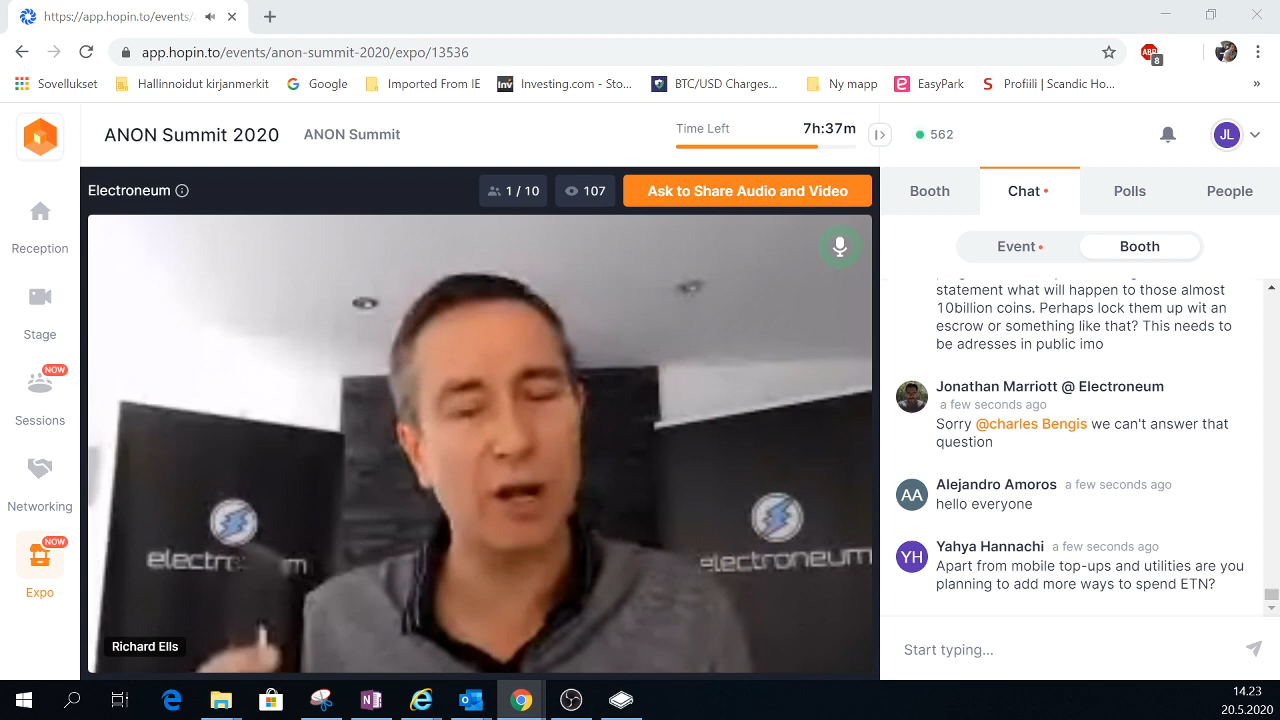 https://app.hopin.to/events/
app.hopin.to/events/anon-summit-2020/expo/13536
ABP
8
Sovellukset
Hallinnoidut kirjanmerkit
Google
Imported From IE
Inv
Investing.com - Sto...
BTC/USD Charges...
Ny mapp
EasyPark
S
Profiili | Scandic Ho...
»
ANON Summit 2020
ANON Summit
Time Left
7h:37m
562
JL
Reception
Stage
NOW
Sessions
Networking
NOW
Expo
Electroneum
1 / 10
107
Ask to Share Audio and Video
electroneum
electroneum
Richard Ells
Booth
Chat
Polls
People
Event
Booth
statement what will happen to those almost
10billion coins. Perhaps lock them up wit an
escrow or something like that? This needs to
be adresses in public imo
Jonathan Marriott @ Electroneum
a few seconds ago
Sorry @charles Bengis we can't answer that
question
AA
Alejandro Amoros a few seconds ago
hello everyone
YH
Yahya Hannachi a few seconds ago
Apart from mobile top-ups and utilities are you
planning to add more ways to spend ETN?
Start typing...
14.23
20.5.2020